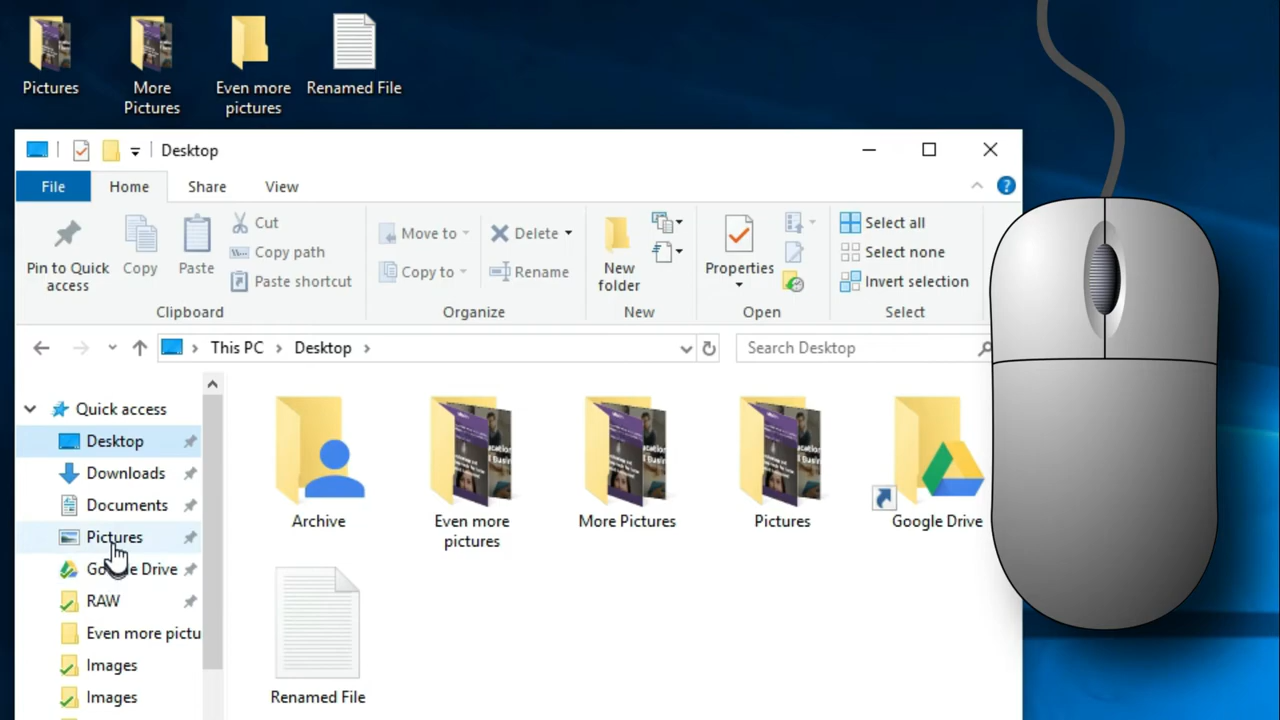 Pictures
More
Pictures
Even more
pictures
Renamed File
Desktop
File
Home
Share
View
?
Pin to Quick
access
Copy
Paste
Cut
Copy path
Paste shortcut
Clipboard
Move to
Copy to
Delete
Rename
Organize
New
folder
New
Properties
Open
Select all
Select none
Invert selection
Select
This PC
Desktop
Search Desktop
Quick access
Desktop
Downloads
Documents
Pictures
Drive
RAW
Even more pictu
Images
Images
Archive
Even more
pictures
More Pictures
Pictures
Google Drive
Renamed File